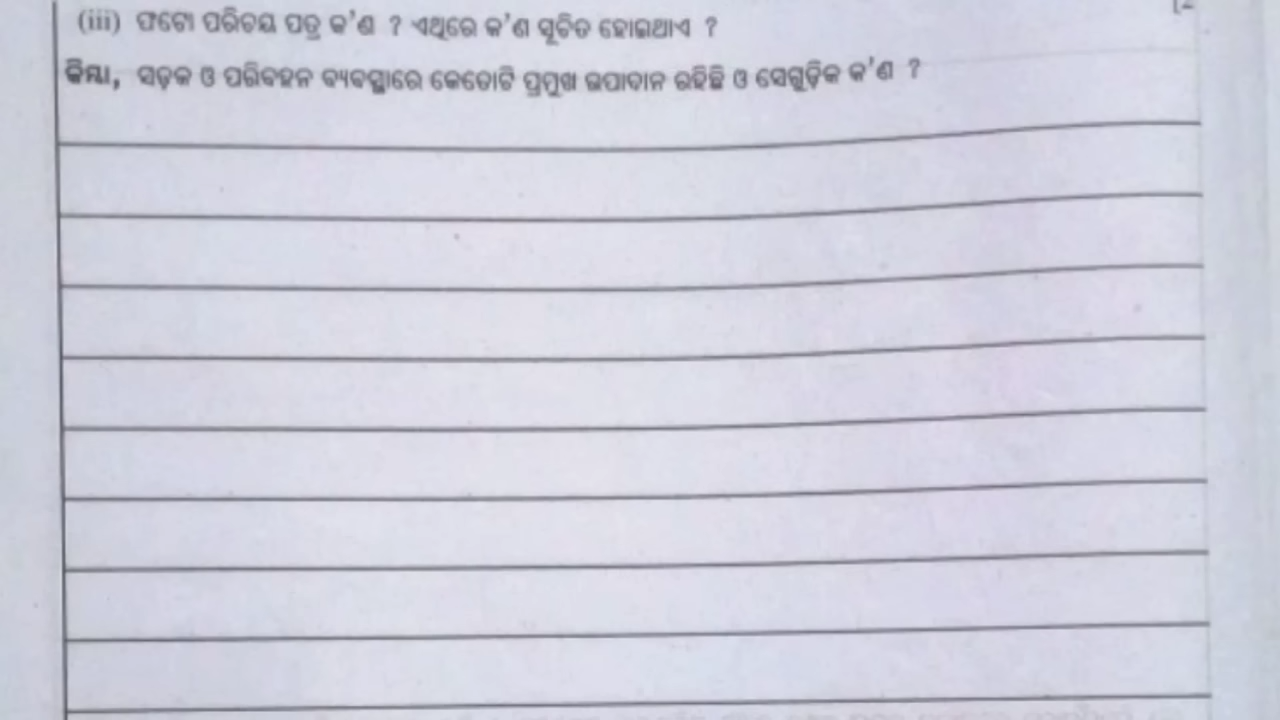 (iii) ଫଟୋ ପରିଚୟ ପତ୍ର କ'ଣ ? ଏଥିରେ କ'ଣ ସୂଚିତ ହୋଇଥାଏ ?
କିମ୍ବା, ସଡ଼କ ଓ ପରିବହନ ବ୍ୟବସ୍ଥାରେ କେତୋଟି ପ୍ରମୁଖ ଉପାଦାନ ରହିଛି ଓ ସେଗୁଡ଼ିକ କ'ଣ ?